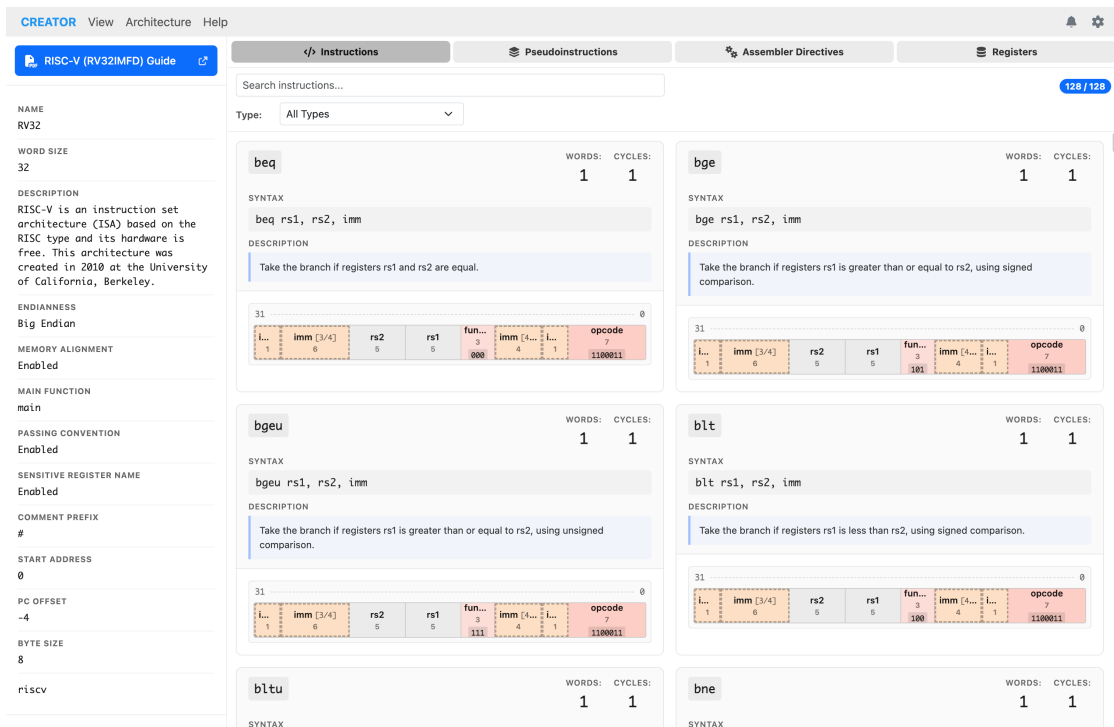 CREATOR View Architecture Help
RISC-V (RV32IMFD) Guide
NAME
RV32
WORD SIZE
32
DESCRIPTION
RISC-V is an instruction set
architecture (ISA) based on the
RISC type and its hardware is
free. This architecture was
created in 2010 at the University
of California, Berkeley.
ENDIANNESS
Big Endian
MEMORY ALIGNMENT
Enabled
MAIN FUNCTION
main
PASSING CONVENTION
Enabled
SENSITIVE REGISTER NAME
Enabled
COMMENT PREFIX
#
START ADDRESS
0
PC OFFSET
-4
BYTE SIZE
8
riscv
</> Instructions Pseudoinstructions Assembler Directives Registers
Search instructions...
128 / 128
Type: All Types
beq WORDS: CYCLES:
1 1
SYNTAX
beq rs1, rs2, imm
DESCRIPTION
Take the branch if registers rs1 and rs2 are equal.
31 0
i... imm [3/4] rs2 rs1 fun... imm [4... i... opcode
1 6 5 5 3 4 1 7
000 1100011
bge WORDS: CYCLES:
1 1
SYNTAX
bge rs1, rs2, imm
DESCRIPTION
Take the branch if registers rs1 is greater than or equal to rs2, using signed
comparison.
31 0
i... imm [3/4] rs2 rs1 fun... imm [4... i... opcode
1 6 5 5 3 4 1 7
101 1100011
bgeu WORDS: CYCLES:
1 1
SYNTAX
bgeu rs1, rs2, imm
DESCRIPTION
Take the branch if registers rs1 is greater than or equal to rs2, using unsigned
comparison.
31 0
i... imm [3/4] rs2 rs1 fun... imm [4... i... opcode
1 6 5 5 3 4 1 7
111 1100011
blt WORDS: CYCLES:
1 1
SYNTAX
blt rs1, rs2, imm
DESCRIPTION
Take the branch if registers rs1 is less than rs2, using signed comparison.
31 0
i... imm [3/4] rs2 rs1 fun... imm [4... i... opcode
1 6 5 5 3 4 1 7
100 1100011
bltu WORDS: CYCLES:
1 1
SYNTAX
bne WORDS: CYCLES:
1 1
SYNTAX